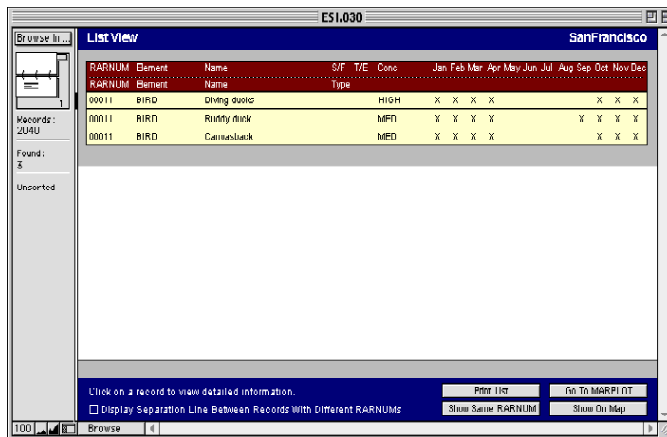 ESI.030
Browse In ...
List View SanFrancisco
RARNUM Element Name S/F T/E Conc Jan Feb Mar Apr May Jun Jul Aug Sep Oct Nov Dec
RARNUM Element Name Type
00011 BIRD Diving ducks HIGH X X X X X X X
00011 BIRD Ruddy duck MED X X X X X X X X
00011 BIRD Canvasback MED X X X X X X X
1
Records:
2040
Found:
3
Unsorted
Click on a record to view detailed information.
Print List Go To MARPLOT
Display Separation Line Between Records With Different RARNUMs
Show Same RARNUM Show On Map
100 Browse